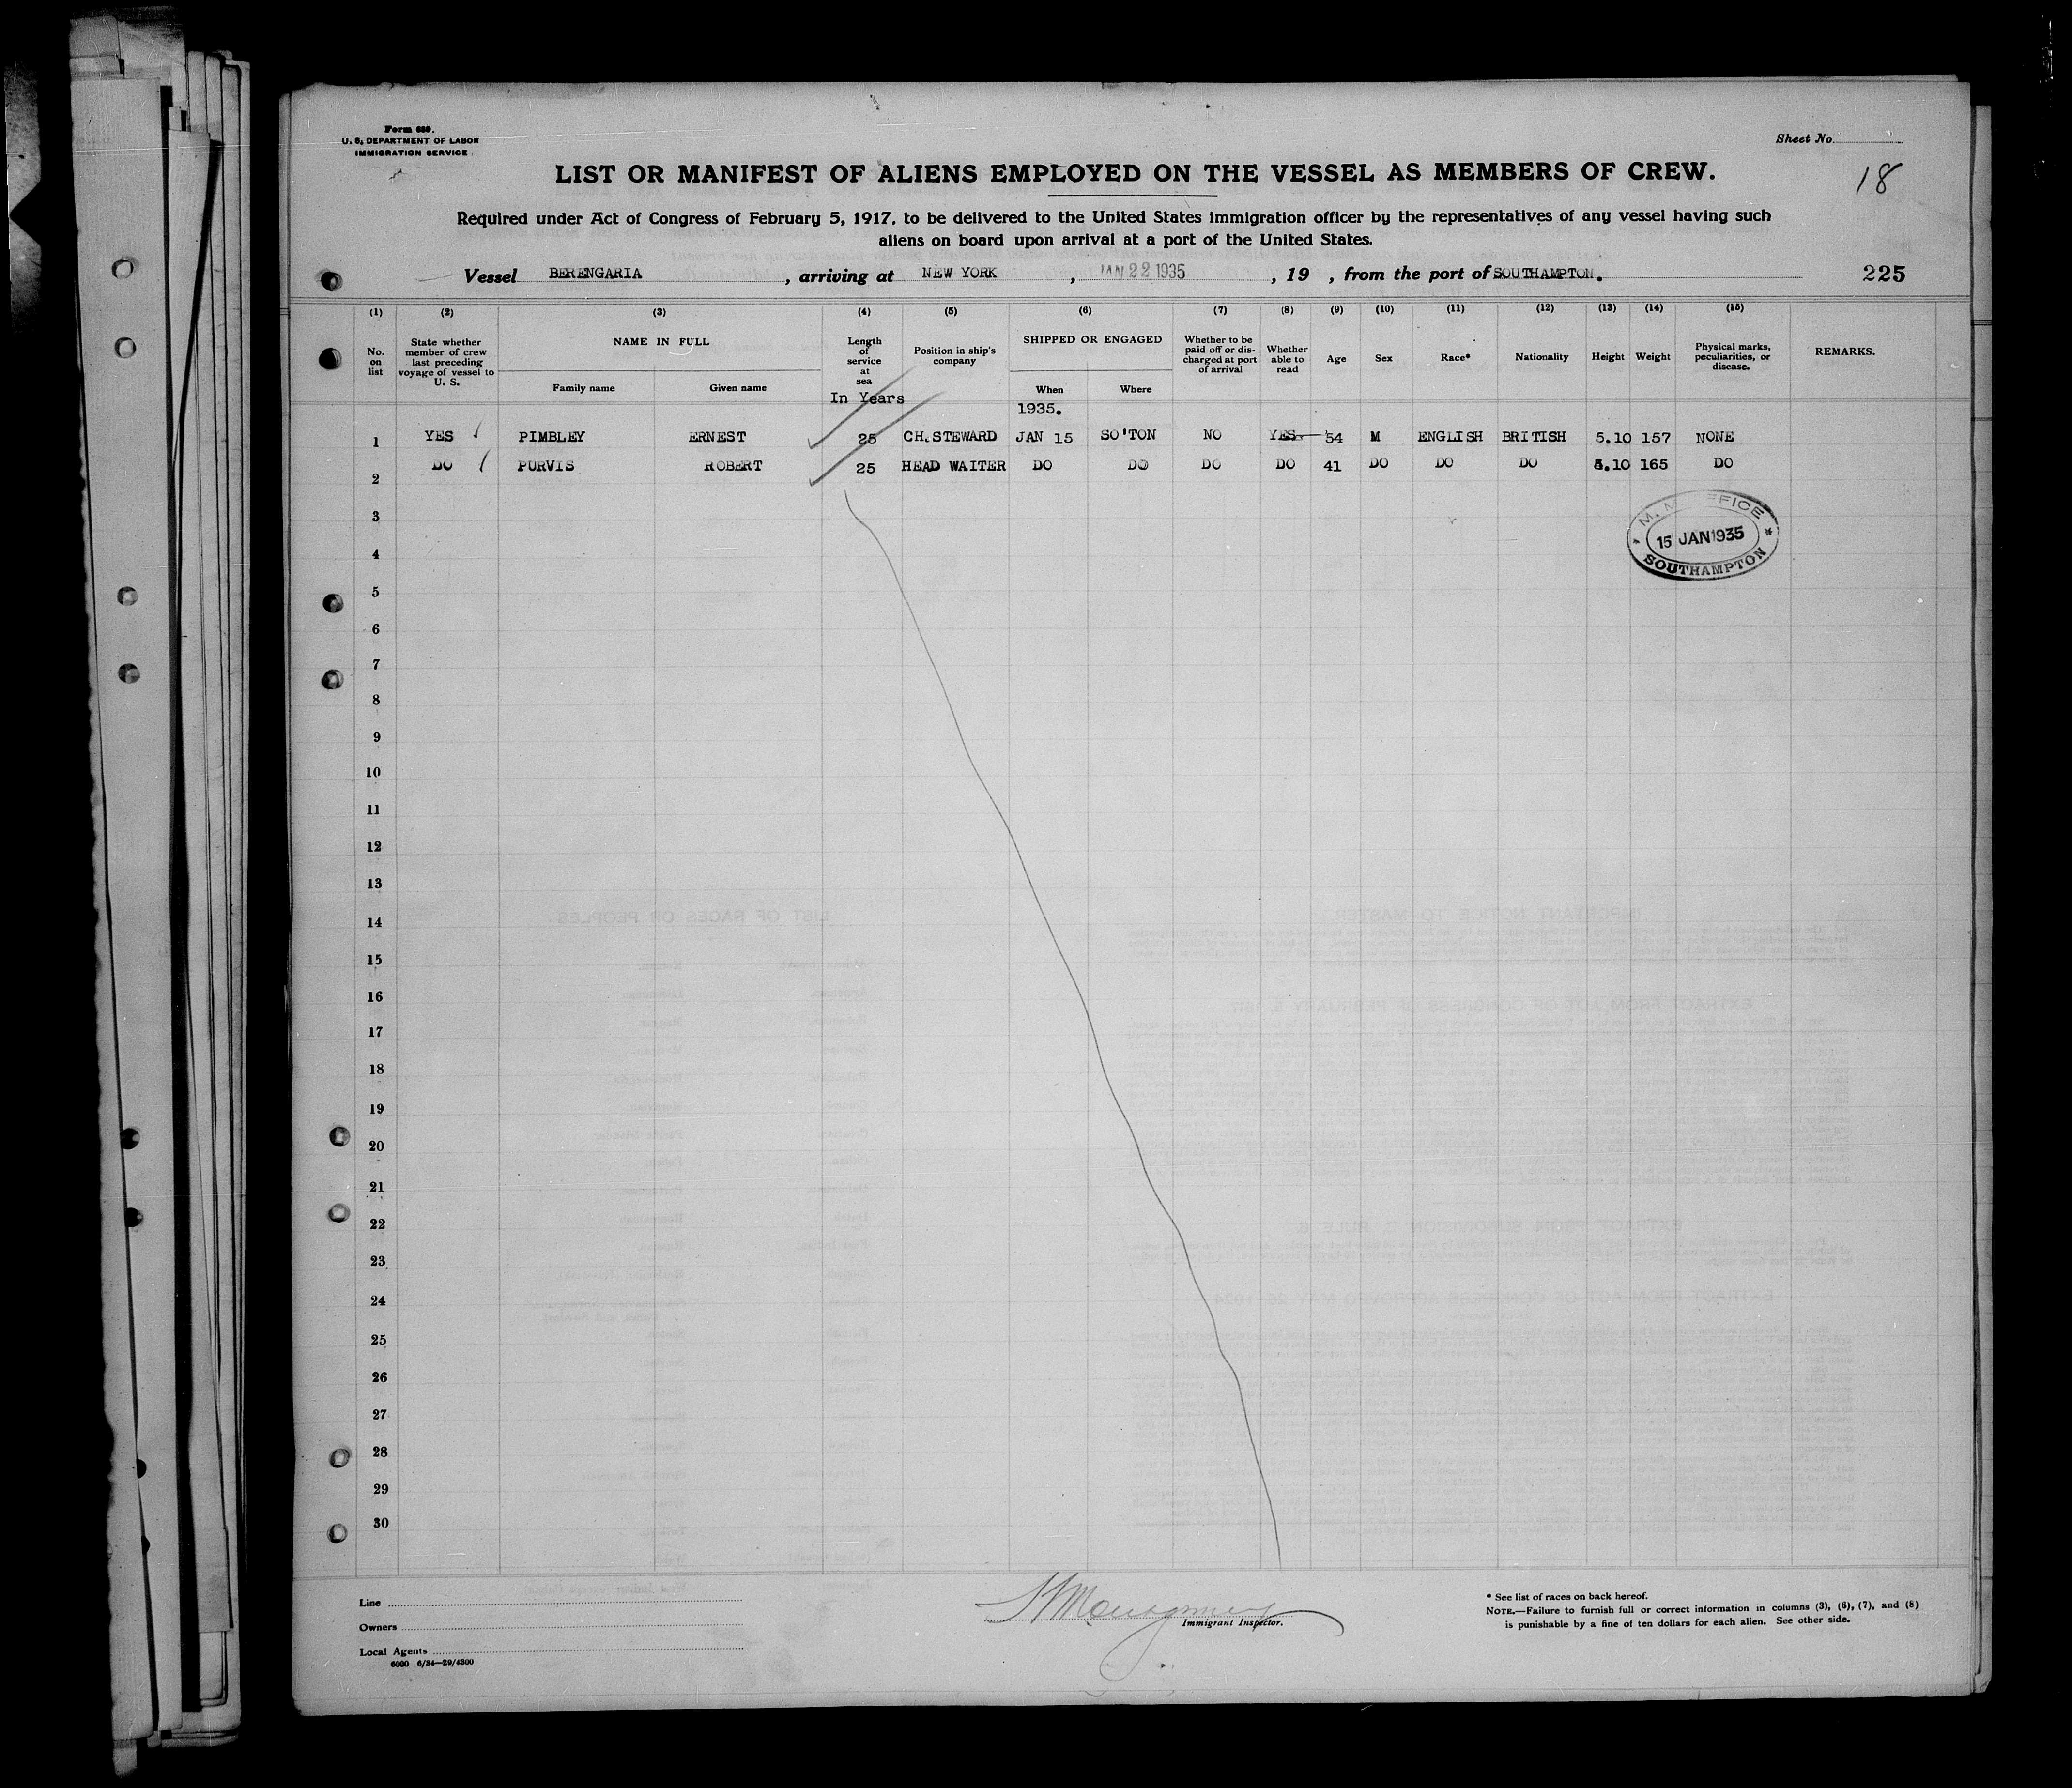 Form 680.
U. S. DEPARTMENT OF LABOR
IMMIGRATION SERVICE
Sheet No.
18
LIST OR MANIFEST OF ALIENS EMPLOYED ON THE VESSEL AS MEMBERS OF CREW.
Required under Act of Congress of February 5, 1917, to be delivered to the United States immigration officer by the representatives of any vessel having such
aliens on board upon arrival at a port of the United States.
Vessel BERENGARIA, arriving at NEW YORK, JAN 22 1935, 19 , from the port of SOUTHAMPTON.
225
(1) (2) (3) (4) (5) (6) (7) (8) (9) (10) (11) (12) (13) (14) (15)
No. on list
State whether member of crew last preceding voyage of vessel to U. S.
NAME IN FULL
Family name Given name
Length of service at sea
In Years
Position in ship's company
SHIPPED OR ENGAGED
When Where
Whether to be paid off or discharged at port of arrival
Whether able to read
Age
Sex
Race*
Nationality
Height
Weight
Physical marks, peculiarities, or disease.
REMARKS.
1935.
1 YES PIMBLEY ERNEST 25 CH.STEWARD JAN 15 SO'TON NO YES 54 M ENGLISH BRITISH 5.10 157 NONE
2 DO PURVIS ROBERT 25 HEAD WAITER DO DO DO DO 41 DO DO DO 5.10 165 DO
15 JAN 1935
SOUTHAMPTON
3
4
5
6
7
8
9
10
11
12
13
14
15
16
17
18
19
20
21
22
23
24
25
26
27
28
29
30
Line
Owners
Local Agents
6000 6/34—29/4300
Immigrant Inspector.
* See list of races on back hereof.
NOTE.—Failure to furnish full or correct information in columns (3), (6), (7), and (8)
is punishable by a fine of ten dollars for each alien. See other side.